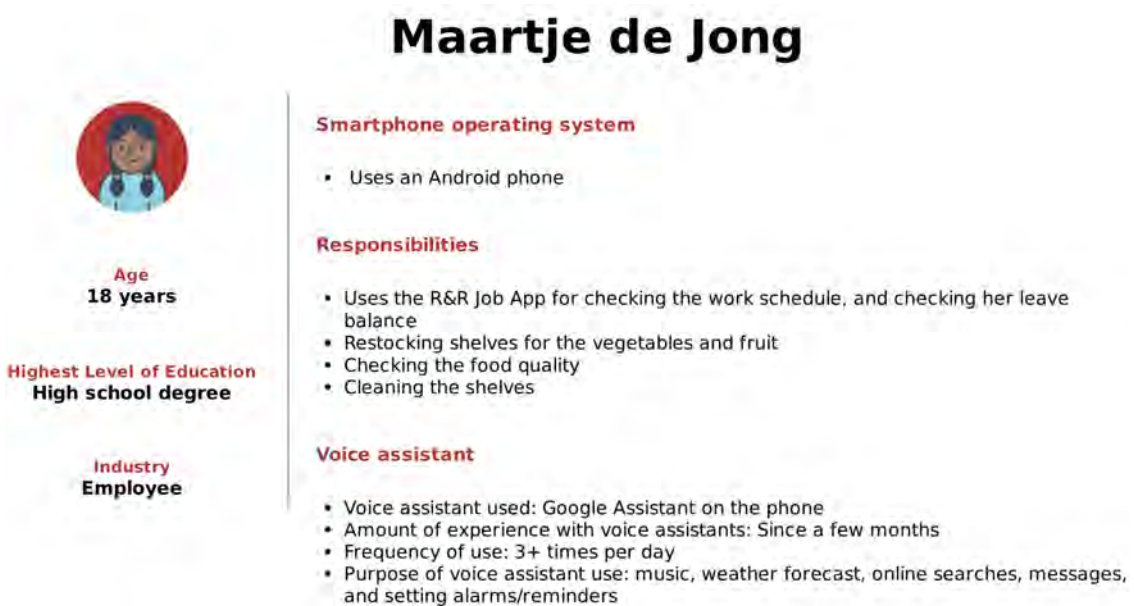 Maartje de Jong
Age
18 years
Highest Level of Education
High school degree
Industry
Employee
Smartphone operating system
• Uses an Android phone
Responsibilities
• Uses the R&R Job App for checking the work schedule, and checking her leave
balance
• Restocking shelves for the vegetables and fruit
• Checking the food quality
• Cleaning the shelves
Voice assistant
• Voice assistant used: Google Assistant on the phone
• Amount of experience with voice assistants: Since a few months
• Frequency of use: 3+ times per day
• Purpose of voice assistant use: music, weather forecast, online searches, messages,
and setting alarms/reminders